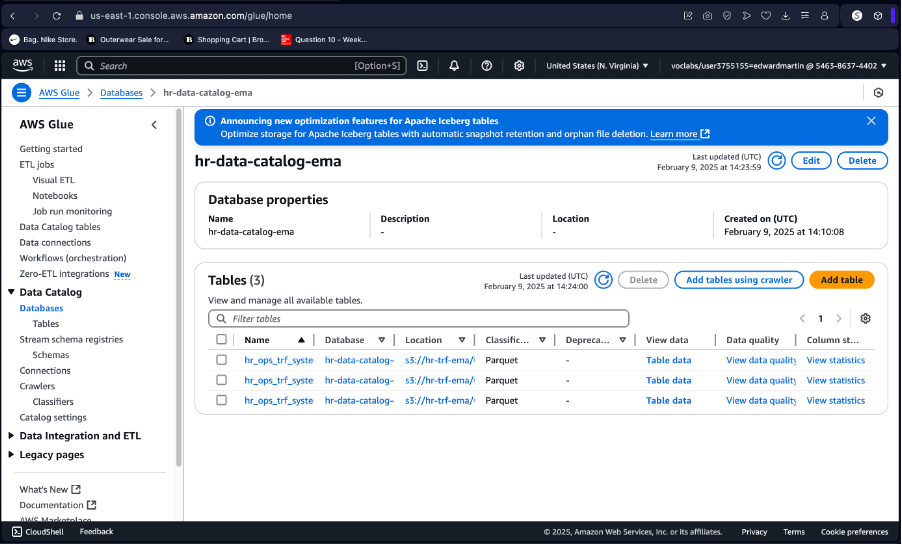 us-east-1.console.aws.amazon.com/glue/home
Bag. Nike Store.
B Outerwear Sale for...
B Shopping Cart | Bro...
Question 10 - Week...
aws
Search
[Option+S]
United States (N. Virginia)
voclabs/user3755155=edwardmartin @ 5463-8637-4402
AWS Glue
Databases
hr-data-catalog-ema
AWS Glue
Getting started
ETL jobs
Visual ETL
Notebooks
Job run monitoring
Data Catalog tables
Data connections
Workflows (orchestration)
Zero-ETL integrations New
Data Catalog
Databases
Tables
Stream schema registries
Schemas
Connections
Crawlers
Classifiers
Catalog settings
Data Integration and ETL
Legacy pages
What's New
Documentation
AWS Marketplace
Announcing new optimization features for Apache Iceberg tables
Optimize storage for Apache Iceberg tables with automatic snapshot retention and orphan file deletion. Learn more
hr-data-catalog-ema
Last updated (UTC)
February 9, 2025 at 14:23:59
Edit
Delete
Database properties
Name
hr-data-catalog-ema
Description
-
Location
-
Created on (UTC)
February 9, 2025 at 14:10:08
Tables (3)
Last updated (UTC)
February 9, 2025 at 14:24:00
Delete
Add tables using crawler
Add table
View and manage all available tables.
Filter tables
1
Name Database Location Classific... Depreca... View data Data quality Column st...
hr_ops_trf_syste hr-data-catalog- s3://hr-trf-ema/ Parquet - Table data View data quality View statistics
hr_ops_trf_syste hr-data-catalog- s3://hr-trf-ema/ Parquet - Table data View data quality View statistics
hr_ops_trf_syste hr-data-catalog- s3://hr-trf-ema/ Parquet - Table data View data quality View statistics
CloudShell
Feedback
© 2025, Amazon Web Services, Inc. or its affiliates.
Privacy
Terms
Cookie preferences